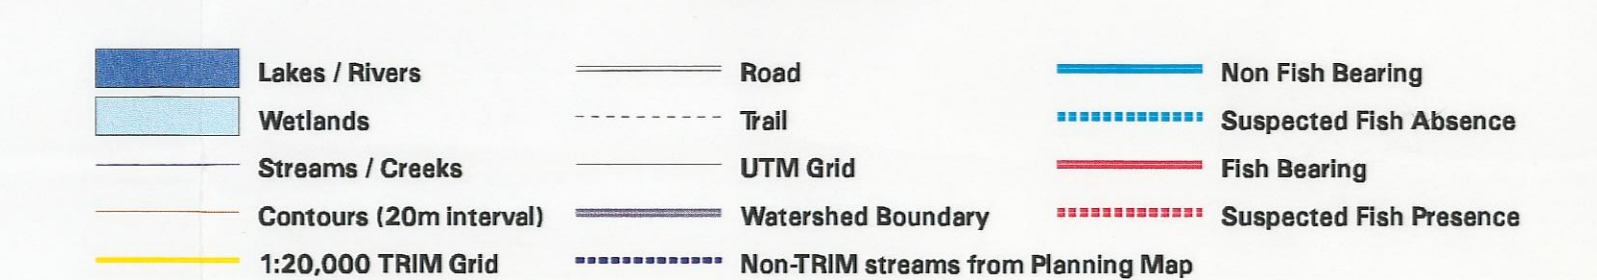 Lakes / Rivers
Wetlands
Streams / Creeks
Contours (20m interval)
1:20,000 TRIM Grid
Road
Trail
UTM Grid
Watershed Boundary
Non-TRIM streams from Planning Map
Non Fish Bearing
Suspected Fish Absence
Fish Bearing
Suspected Fish Presence